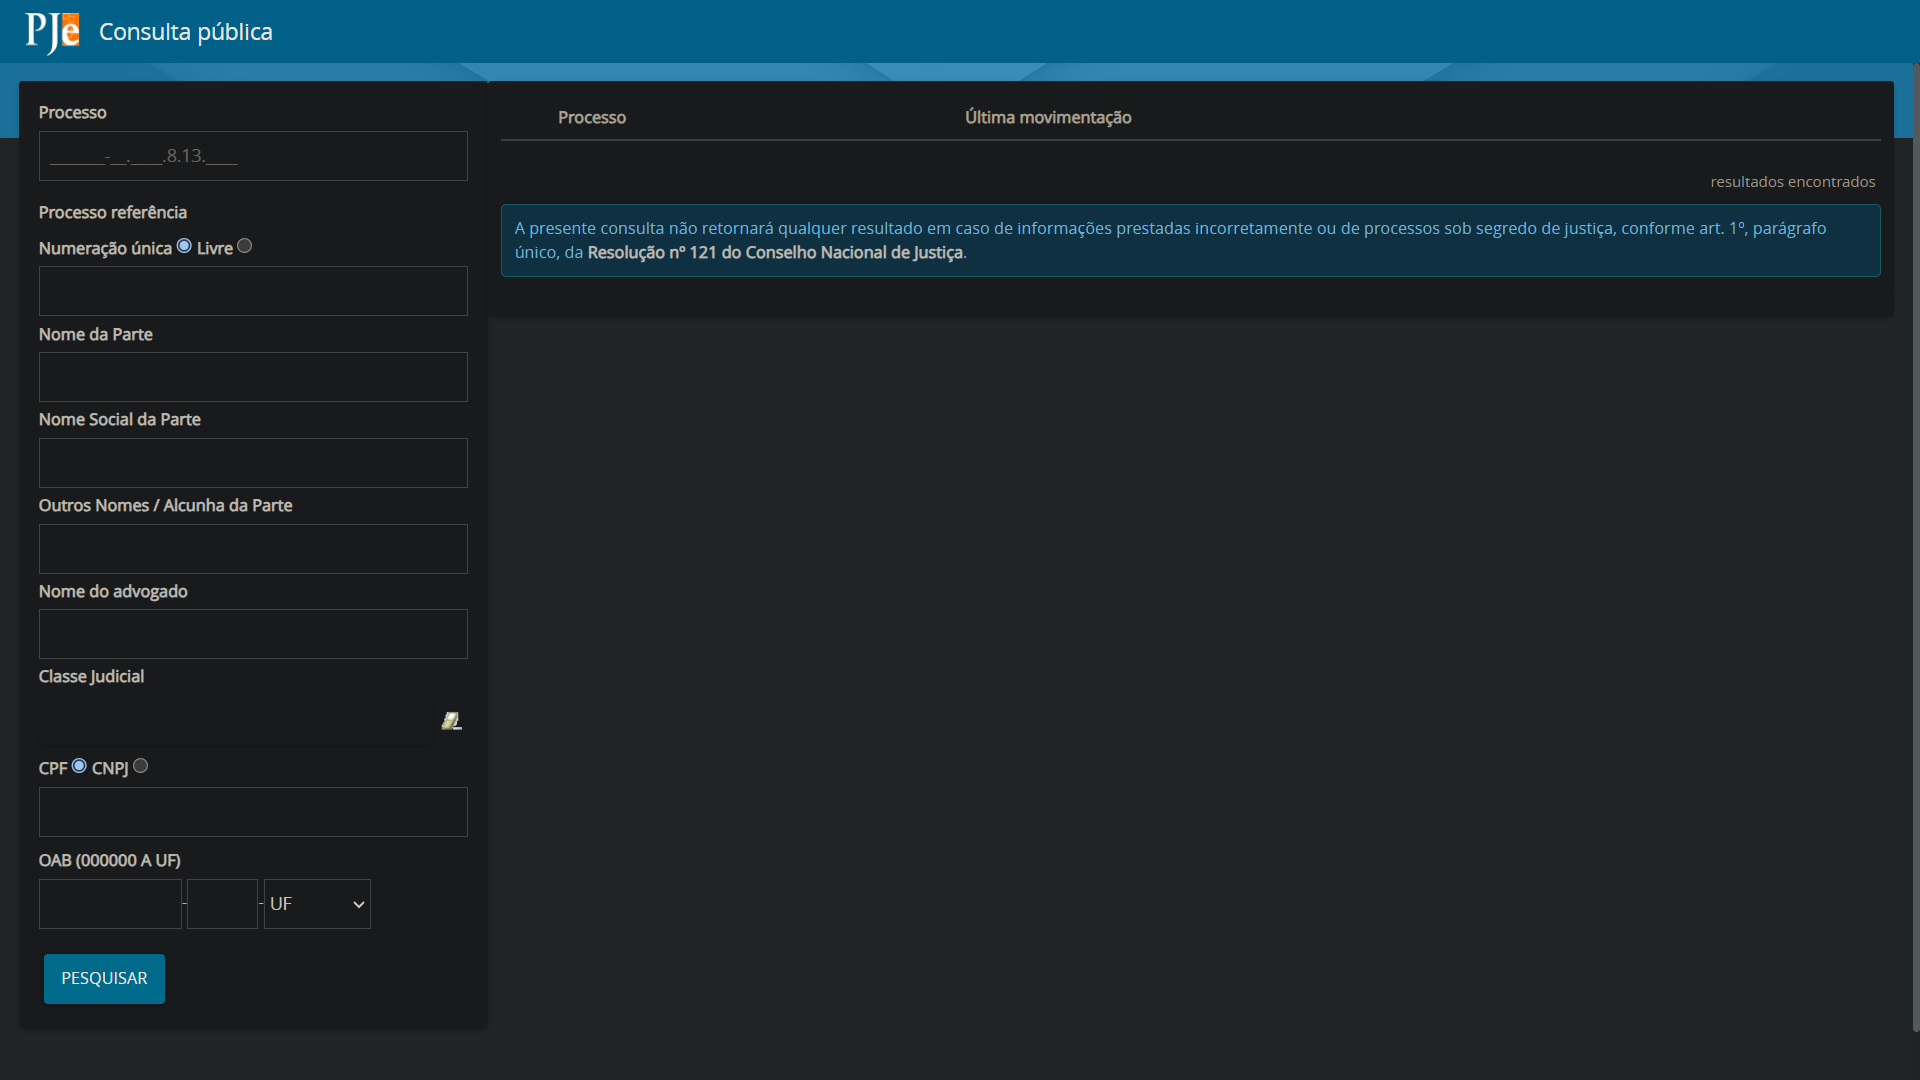 PJe Consulta pública
Processo
_______-__.____.8.13.____
Processo referência
Numeração única Livre
Nome da Parte
Nome Social da Parte
Outros Nomes / Alcunha da Parte
Nome do advogado
Classe Judicial
CPF CNPJ
OAB (000000 A UF)
- - UF
PESQUISAR
Processo Última movimentação
resultados encontrados
A presente consulta não retornará qualquer resultado em caso de informações prestadas incorretamente ou de processos sob segredo de justiça, conforme art. 1º, parágrafo
único, da Resolução nº 121 do Conselho Nacional de Justiça.